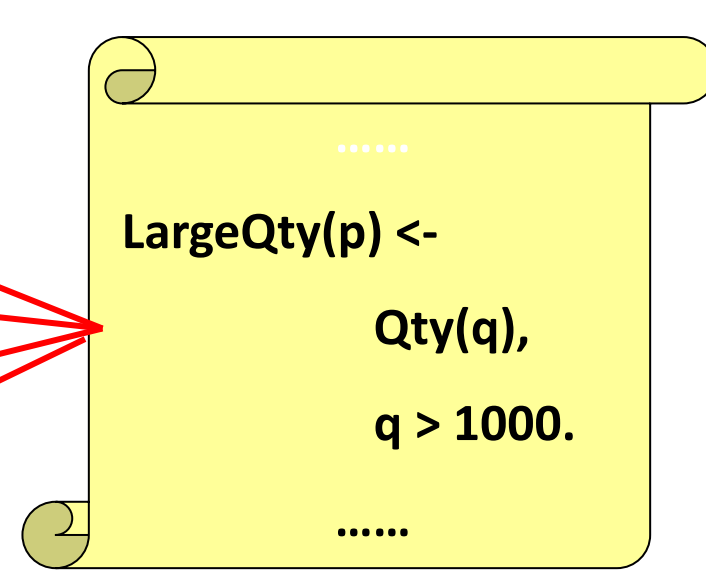 ......
LargeQty(p) <-
Qty(q),
q > 1000.
......